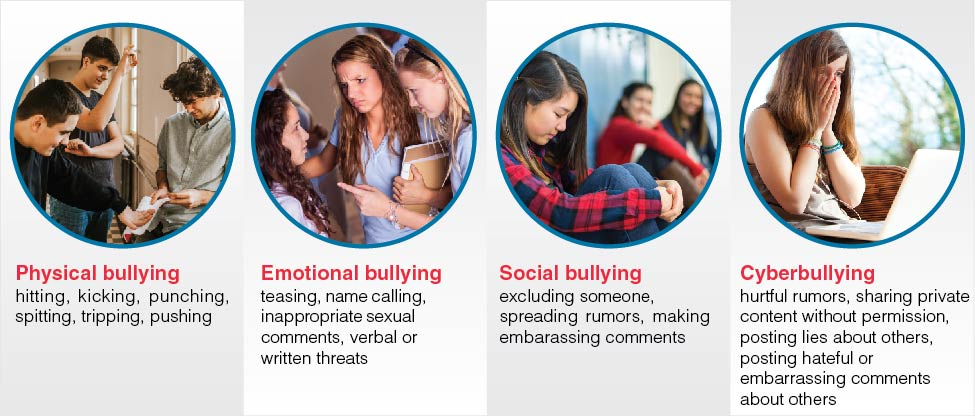 Physical bullying
hitting, kicking, punching,
spitting, tripping, pushing
Emotional bullying
teasing, name calling,
inappropriate sexual
comments, verbal or
written threats
Social bullying
excluding someone,
spreading rumors, making
embarassing comments
Cyberbullying
hurtful rumors, sharing private
content without permission,
posting lies about others,
posting hateful or
embarrassing comments
about others